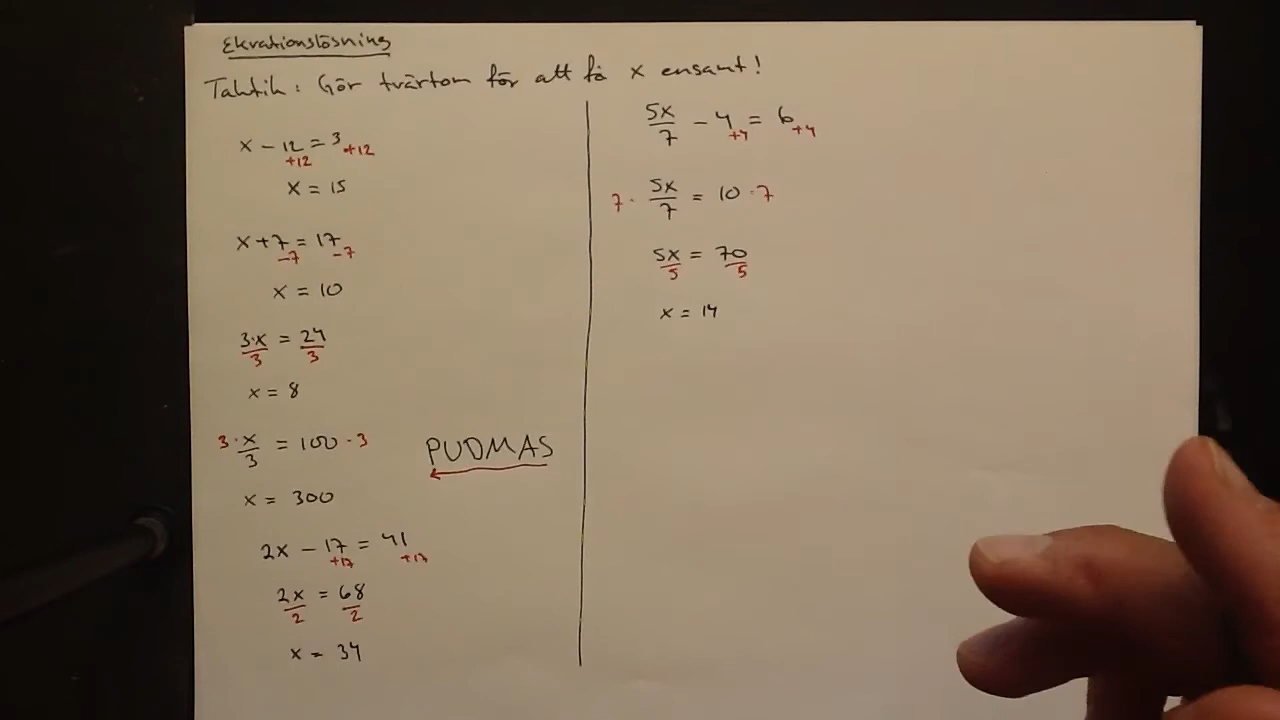 Ekvationslösning
Taktik: Gör tvärtom för att få x ensamt!
x - 12 = 3
+12 +12
x = 15
x + 7 = 17
-7 -7
x = 10
3·x/3 = 24/3
x = 8
3· x/3 = 100 ·3
x = 300
PUDMAS
2x - 17 = 41
+17 +17
2x/2 = 68/2
x = 34
5x/7 - 4 = 6
+4 +4
7· 5x/7 = 10 ·7
5x/5 = 70/5
x = 14